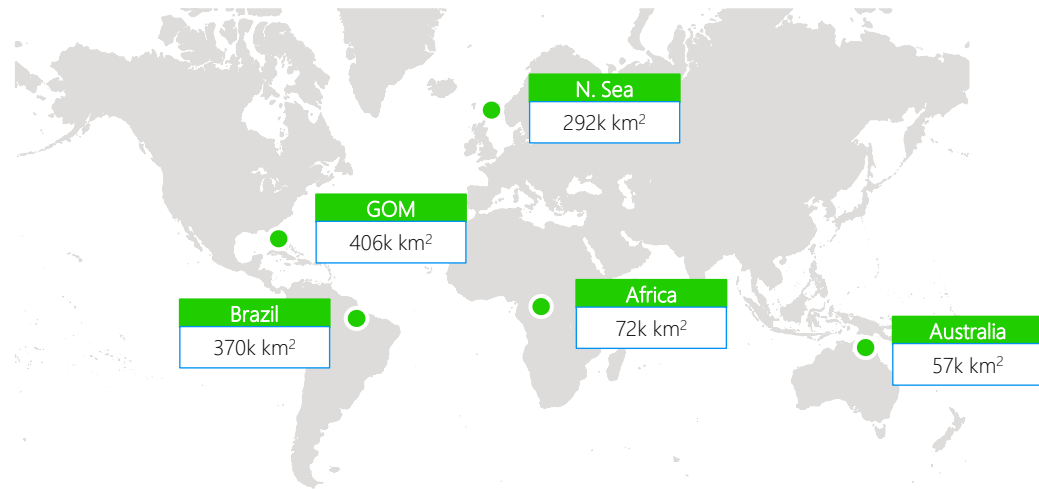 N. Sea
292k km²
GOM
406k km²
Africa
72k km²
Brazil
370k km²
Australia
57k km²